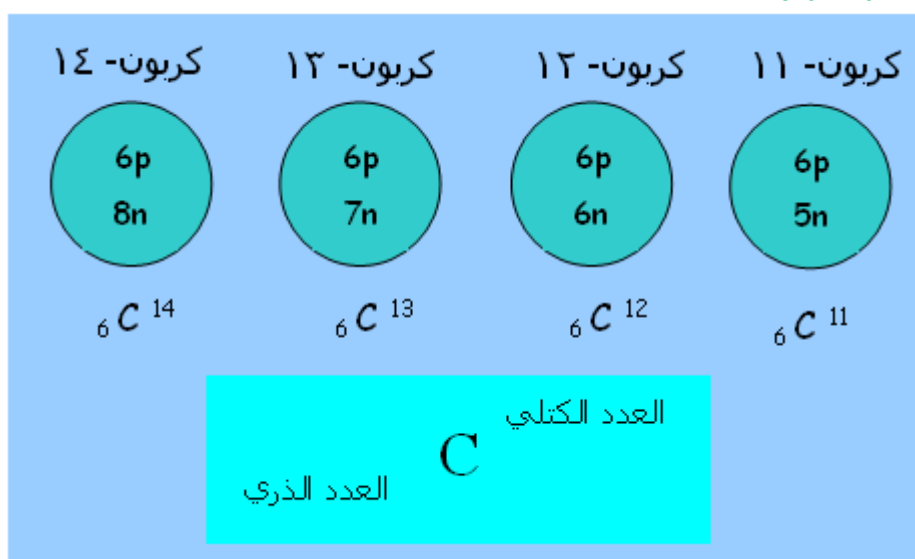 كربون- ١١ كربون- ١٢ كربون- ١٣ كربون- ١٤
6p 6p 6p 6p
5n 6n 7n 8n
₆C¹¹ ₆C¹² ₆C¹³ ₆C¹⁴
العدد الكتلي
C
العدد الذري